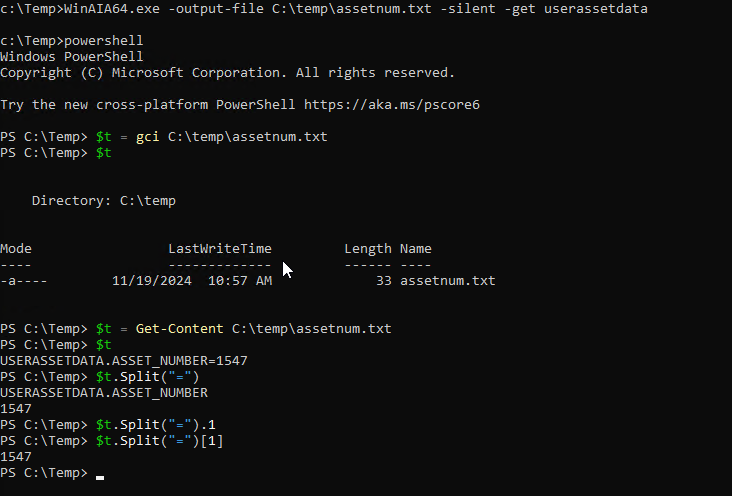 c:\Temp>WinAIA64.exe -output-file C:\temp\assetnum.txt -silent -get userassetdata
c:\Temp>powershell
Windows PowerShell
Copyright (C) Microsoft Corporation. All rights reserved.
Try the new cross-platform PowerShell https://aka.ms/pscore6
PS C:\Temp> $t = gci C:\temp\assetnum.txt
PS C:\Temp> $t
Directory: C:\temp
Mode                 LastWriteTime         Length Name
----                 -------------         ------ ----
-a----        11/19/2024  10:57 AM             33 assetnum.txt
PS C:\Temp> $t = Get-Content C:\temp\assetnum.txt
PS C:\Temp> $t
USERASSETDATA.ASSET_NUMBER=1547
PS C:\Temp> $t.Split("=")
USERASSETDATA.ASSET_NUMBER
1547
PS C:\Temp> $t.Split("=").1
PS C:\Temp> $t.Split("=")[1]
1547
PS C:\Temp>